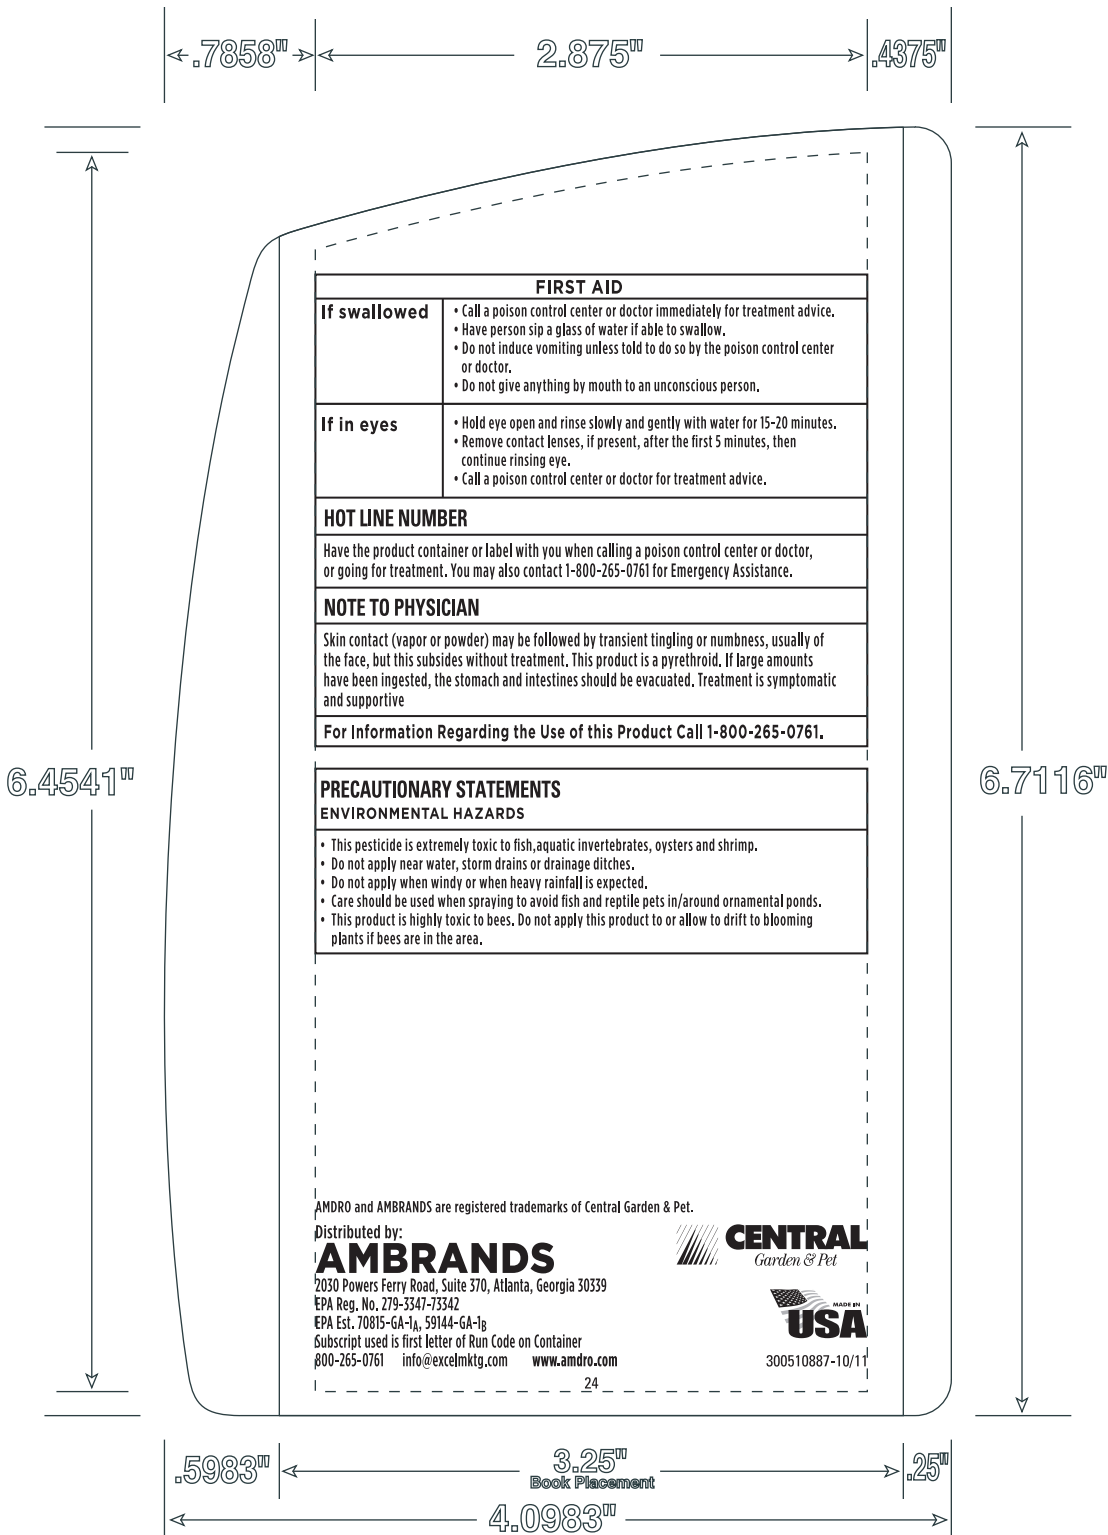 .7858" 2.875" .4375"
FIRST AID
If swallowed
• Call a poison control center or doctor immediately for treatment advice.
• Have person sip a glass of water if able to swallow.
• Do not induce vomiting unless told to do so by the poison control center
or doctor.
• Do not give anything by mouth to an unconscious person.
If in eyes
• Hold eye open and rinse slowly and gently with water for 15-20 minutes.
• Remove contact lenses, if present, after the first 5 minutes, then
continue rinsing eye.
• Call a poison control center or doctor for treatment advice.
HOT LINE NUMBER
Have the product container or label with you when calling a poison control center or doctor,
or going for treatment. You may also contact 1-800-265-0761 for Emergency Assistance.
NOTE TO PHYSICIAN
Skin contact (vapor or powder) may be followed by transient tingling or numbness, usually of
the face, but this subsides without treatment. This product is a pyrethroid. If large amounts
have been ingested, the stomach and intestines should be evacuated. Treatment is symptomatic
and supportive
For Information Regarding the Use of this Product Call 1-800-265-0761.
6.4541"
6.7116"
PRECAUTIONARY STATEMENTS
ENVIRONMENTAL HAZARDS
• This pesticide is extremely toxic to fish,aquatic invertebrates, oysters and shrimp.
• Do not apply near water, storm drains or drainage ditches.
• Do not apply when windy or when heavy rainfall is expected.
• Care should be used when spraying to avoid fish and reptile pets in/around ornamental ponds.
• This product is highly toxic to bees. Do not apply this product to or allow to drift to blooming
plants if bees are in the area.
AMDRO and AMBRANDS are registered trademarks of Central Garden & Pet.
Distributed by:
AMBRANDS
2030 Powers Ferry Road, Suite 370, Atlanta, Georgia 30339
EPA Reg. No. 279-3347-73342
EPA Est. 70815-GA-1A, 59144-GA-1B
Subscript used is first letter of Run Code on Container
800-265-0761 info@excelmktg.com www.amdro.com
CENTRAL
Garden & Pet
MADE IN
USA
300510887-10/11
24
.5983" 3.25" .25"
Book Placement
4.0983"